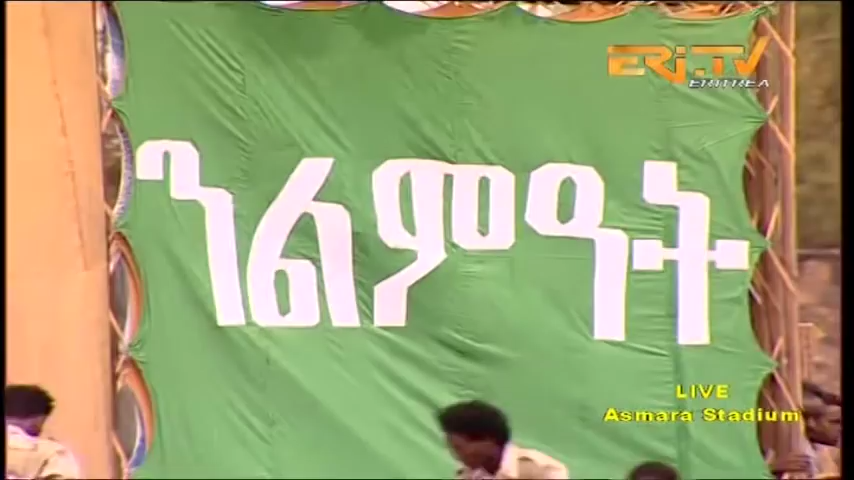 ERi.TV
ERITREA
ንልምዓት
LIVE
Asmara Stadium